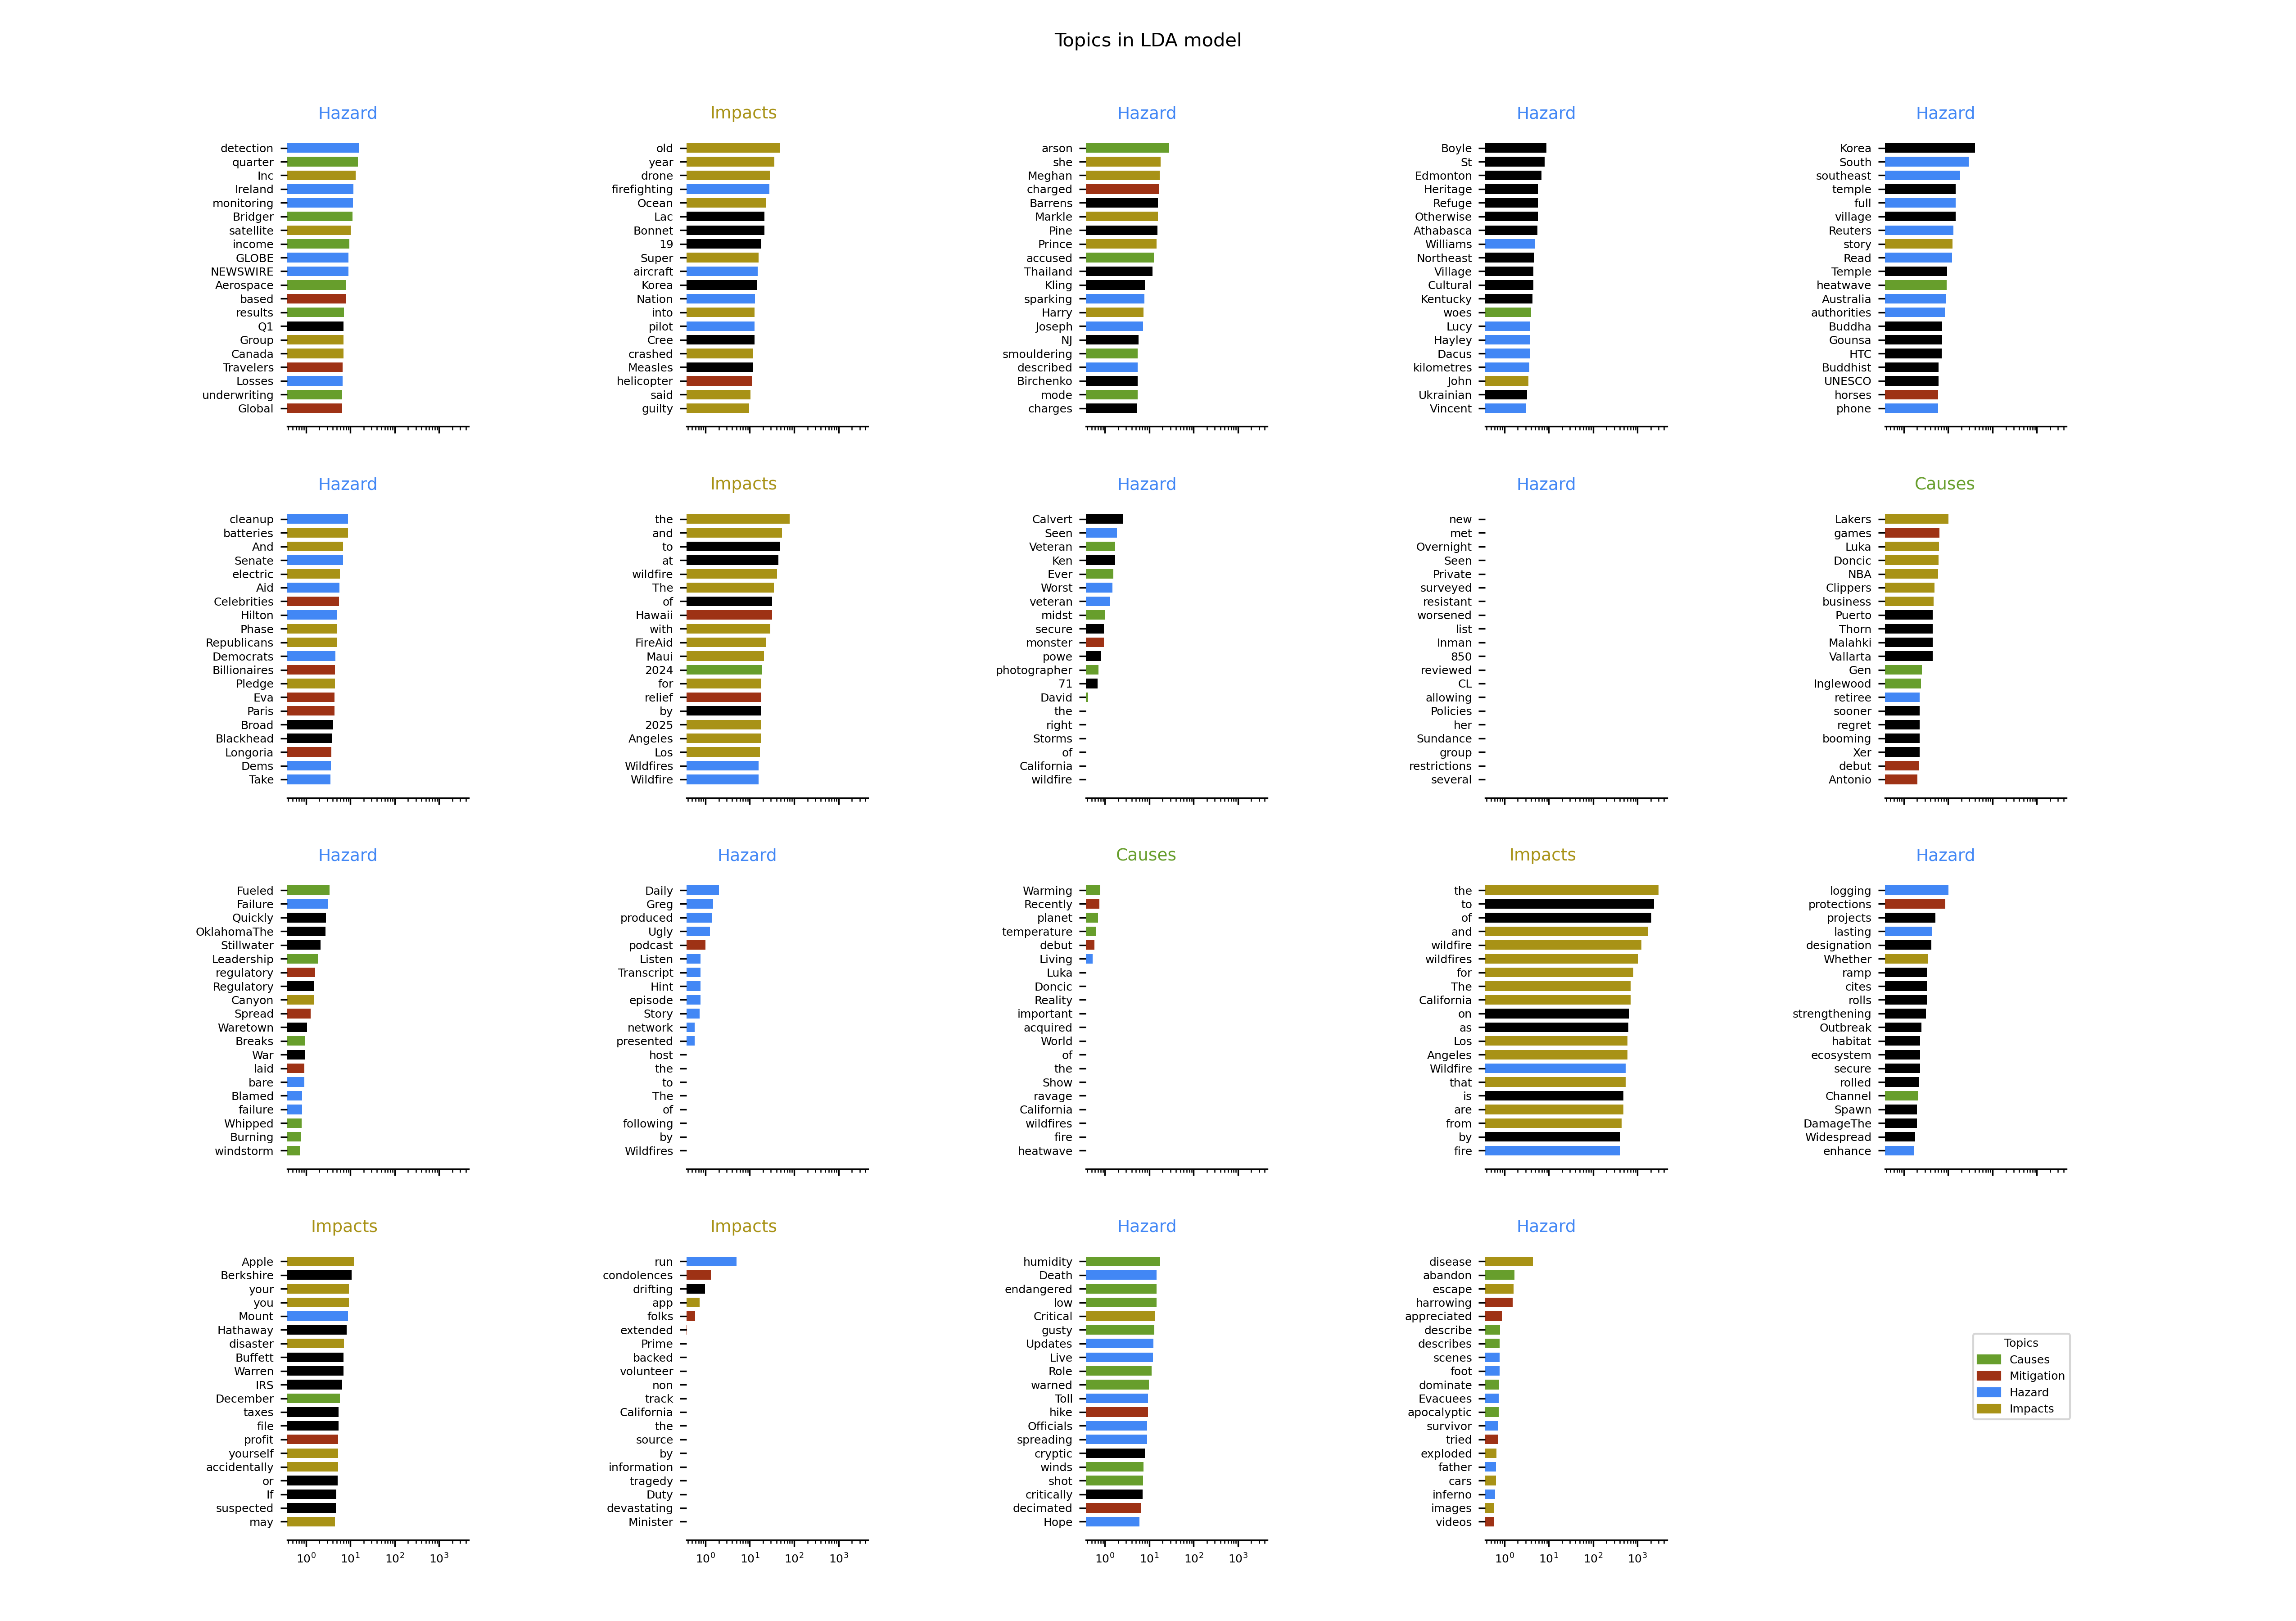 Topics in LDA model
Hazard
detection
quarter
Inc
Ireland
monitoring
Bridger
satellite
income
GLOBE
NEWSWIRE
Aerospace
based
results
Q1
Group
Canada
Travelers
Losses
underwriting
Global
Impacts
old
year
drone
firefighting
Ocean
Lac
Bonnet
19
Super
aircraft
Korea
Nation
into
pilot
Cree
crashed
Measles
helicopter
said
guilty
Hazard
arson
she
Meghan
charged
Barrens
Markle
Pine
Prince
accused
Thailand
Kling
sparking
Harry
Joseph
NJ
smouldering
described
Birchenko
mode
charges
Hazard
Boyle
St
Edmonton
Heritage
Refuge
Otherwise
Athabasca
Williams
Northeast
Village
Cultural
Kentucky
woes
Lucy
Hayley
Dacus
kilometres
John
Ukrainian
Vincent
Hazard
Korea
South
southeast
temple
full
village
Reuters
story
Read
Temple
heatwave
Australia
authorities
Buddha
Gounsa
HTC
Buddhist
UNESCO
horses
phone
Hazard
cleanup
batteries
And
Senate
electric
Aid
Celebrities
Hilton
Phase
Republicans
Democrats
Billionaires
Pledge
Eva
Paris
Broad
Blackhead
Longoria
Dems
Take
Impacts
the
and
to
at
wildfire
The
of
Hawaii
with
FireAid
Maui
2024
for
relief
by
2025
Angeles
Los
Wildfires
Wildfire
Hazard
Calvert
Seen
Veteran
Ken
Ever
Worst
veteran
midst
secure
monster
powe
photographer
71
David
the
right
Storms
of
California
wildfire
Hazard
new
met
Overnight
Seen
Private
surveyed
resistant
worsened
list
Inman
850
reviewed
CL
allowing
Policies
her
Sundance
group
restrictions
several
Causes
Lakers
games
Luka
Doncic
NBA
Clippers
business
Puerto
Thorn
Malahki
Vallarta
Gen
Inglewood
retiree
sooner
regret
booming
Xer
debut
Antonio
Hazard
Fueled
Failure
Quickly
OklahomaThe
Stillwater
Leadership
regulatory
Regulatory
Canyon
Spread
Waretown
Breaks
War
laid
bare
Blamed
failure
Whipped
Burning
windstorm
Hazard
Daily
Greg
produced
Ugly
podcast
Listen
Transcript
Hint
episode
Story
network
presented
host
the
to
The
of
following
by
Wildfires
Causes
Warming
Recently
planet
temperature
debut
Living
Luka
Doncic
Reality
important
acquired
World
of
the
Show
ravage
California
wildfires
fire
heatwave
Impacts
the
to
of
and
wildfire
wildfires
for
The
California
on
as
Los
Angeles
Wildfire
that
is
are
from
by
fire
Hazard
logging
protections
projects
lasting
designation
Whether
ramp
cites
rolls
strengthening
Outbreak
habitat
ecosystem
secure
rolled
Channel
Spawn
DamageThe
Widespread
enhance
Impacts
Apple
Berkshire
your
you
Mount
Hathaway
disaster
Buffett
Warren
IRS
December
taxes
file
profit
yourself
accidentally
or
If
suspected
may
10⁰ 10¹ 10² 10³
Impacts
run
condolences
drifting
app
folks
extended
Prime
backed
volunteer
non
track
California
the
source
by
information
tragedy
Duty
devastating
Minister
10⁰ 10¹ 10² 10³
Hazard
humidity
Death
endangered
low
Critical
gusty
Updates
Live
Role
warned
Toll
hike
Officials
spreading
cryptic
winds
shot
critically
decimated
Hope
10⁰ 10¹ 10² 10³
Hazard
disease
abandon
escape
harrowing
appreciated
describe
describes
scenes
foot
dominate
Evacuees
apocalyptic
survivor
tried
exploded
father
cars
inferno
images
videos
10⁰ 10¹ 10² 10³
Topics
Causes
Mitigation
Hazard
Impacts